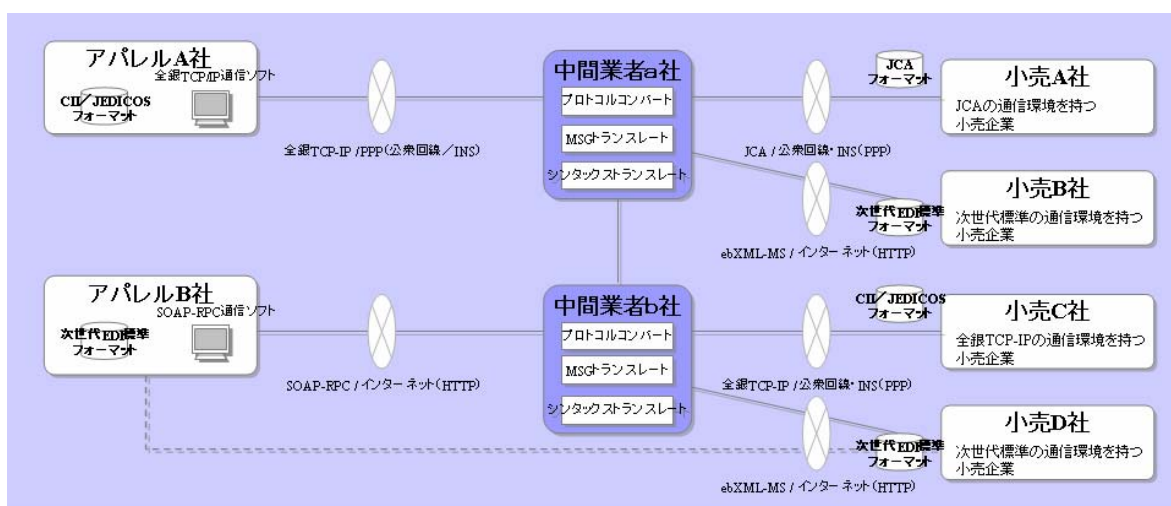 アパレルA社
全銀TCP/IP通信ソフト
CII/JEDICOS
フォーマット
全銀TCP-IP /PPP(公衆回線/INS)
中間業者a社
プロトコルコンバート
MSGトランスレート
シンタックストランスレート
JCA
フォーマット
JCA / 公衆回線・INS(PPP)
小売A社
JCAの通信環境を持つ
小売企業
次世代EDI標準
フォーマット
ebXML-MS / インターネット(HTTP)
小売B社
次世代標準の通信環境を持つ
小売企業
アパレルB社
SOAP-RPC通信ソフト
次世代EDI標準
フォーマット
SOAP-RPC / インターネット(HTTP)
中間業者b社
プロトコルコンバート
MSGトランスレート
シンタックストランスレート
CII/JEDICOS
フォーマット
全銀TCP-IP / 公衆回線・INS(PPP)
小売C社
全銀TCP-IPの通信環境を持つ
小売企業
次世代EDI標準
フォーマット
ebXML-MS / インターネット(HTTP)
小売D社
次世代標準の通信環境を持つ
小売企業